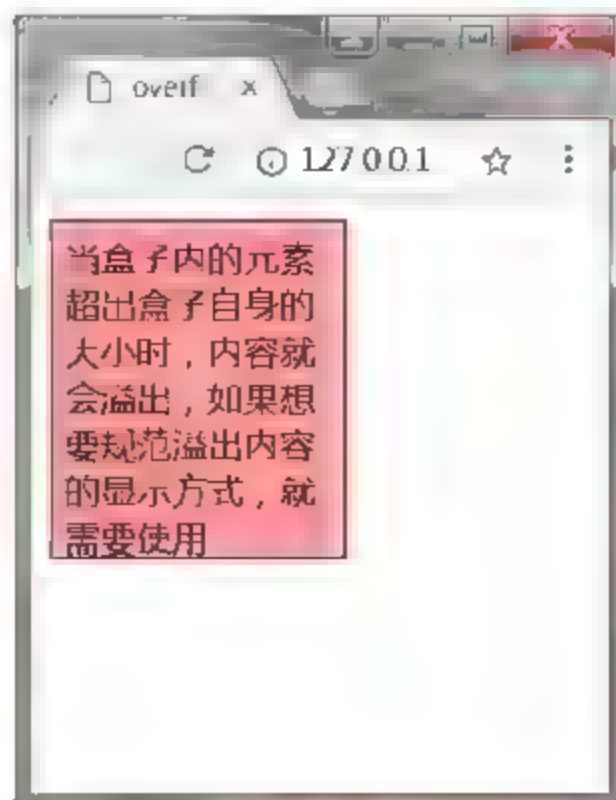 overf
127.0.0.1
当盒子内的元素
超出盒子自身的
大小时，内容就
会溢出，如果想
要规范溢出内容
的显示方式，就
需要使用